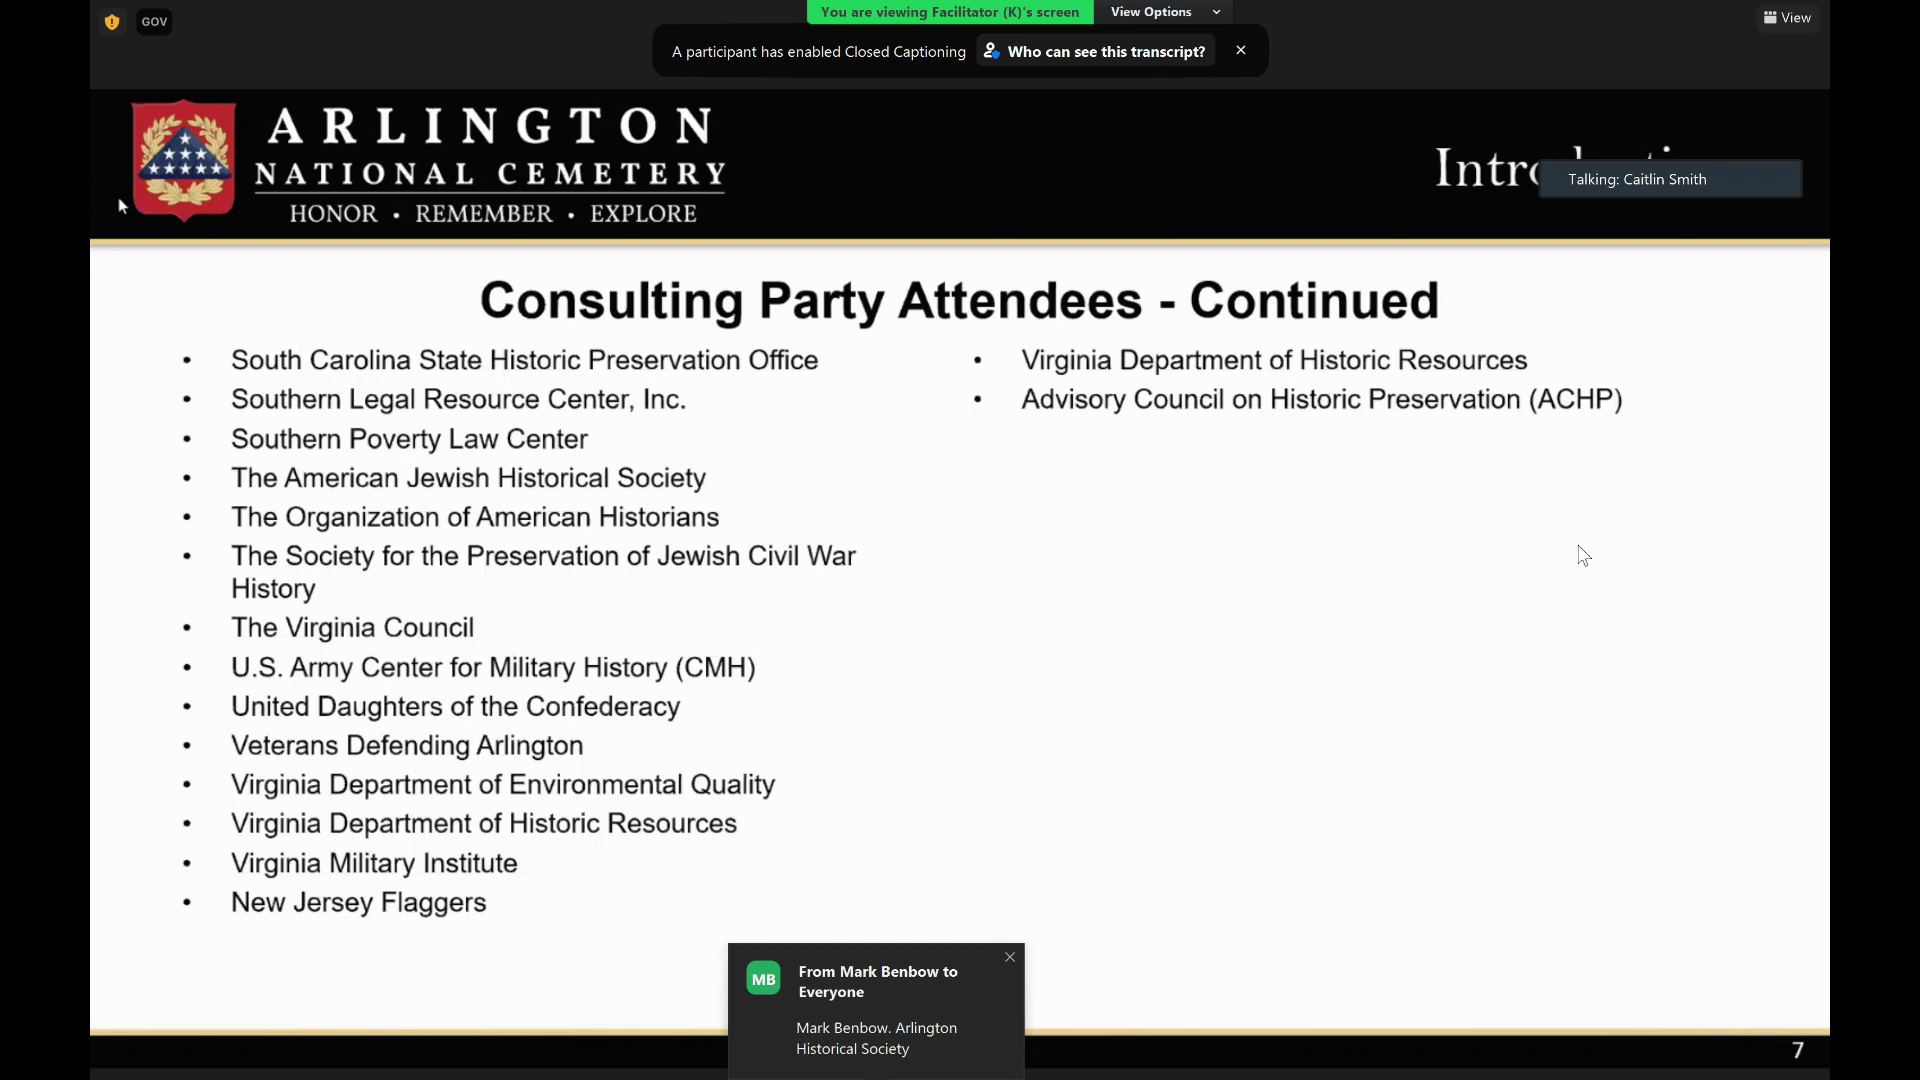 You are viewing Facilitator (K)'s screen
View Options
GOV
View
A participant has enabled Closed Captioning
Who can see this transcript?
ARLINGTON
NATIONAL CEMETERY
HONOR • REMEMBER • EXPLORE
Talking: Caitlin Smith
Consulting Party Attendees - Continued
• South Carolina State Historic Preservation Office
• Southern Legal Resource Center, Inc.
• Southern Poverty Law Center
• The American Jewish Historical Society
• The Organization of American Historians
• The Society for the Preservation of Jewish Civil War
History
• The Virginia Council
• U.S. Army Center for Military History (CMH)
• United Daughters of the Confederacy
• Veterans Defending Arlington
• Virginia Department of Environmental Quality
• Virginia Department of Historic Resources
• Virginia Military Institute
• New Jersey Flaggers
• Virginia Department of Historic Resources
• Advisory Council on Historic Preservation (ACHP)
MB
From Mark Benbow to
Everyone
Mark Benbow. Arlington
Historical Society
7